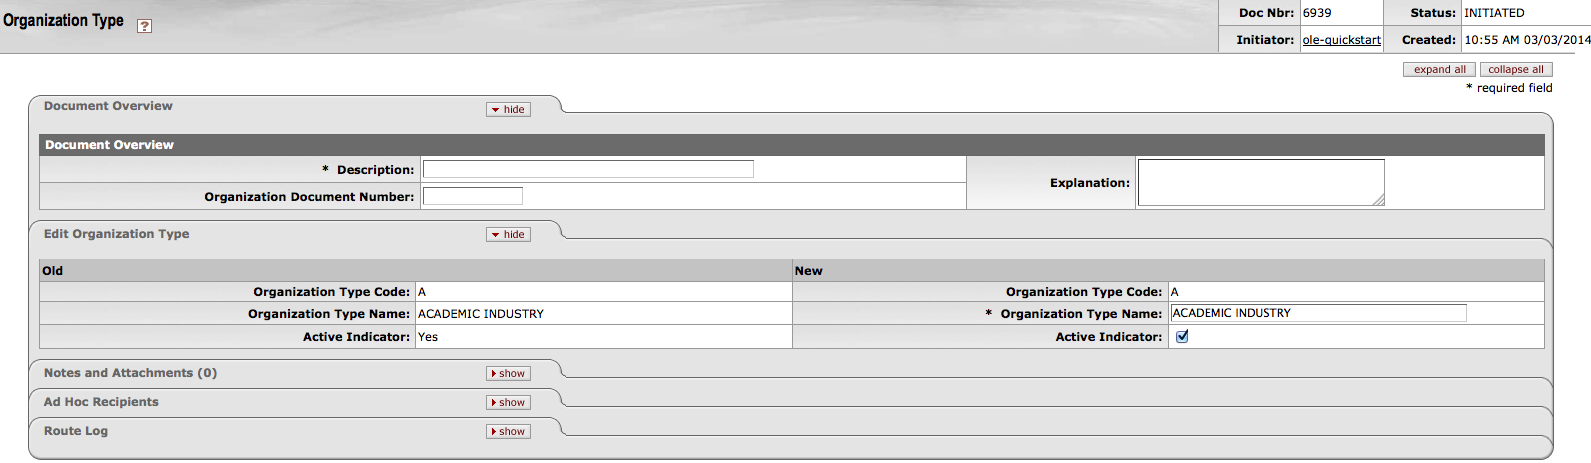 Organization Type ?
Doc Nbr: 6939 Status: INITIATED
Initiator: ole-quickstart Created: 10:55 AM 03/03/2014
expand all collapse all
* required field
Document Overview hide
Document Overview
* Description:
Explanation:
Organization Document Number:
Edit Organization Type hide
Old New
Organization Type Code: A Organization Type Code: A
Organization Type Name: ACADEMIC INDUSTRY * Organization Type Name: ACADEMIC INDUSTRY
Active Indicator: Yes Active Indicator:
Notes and Attachments (0) show
Ad Hoc Recipients show
Route Log show